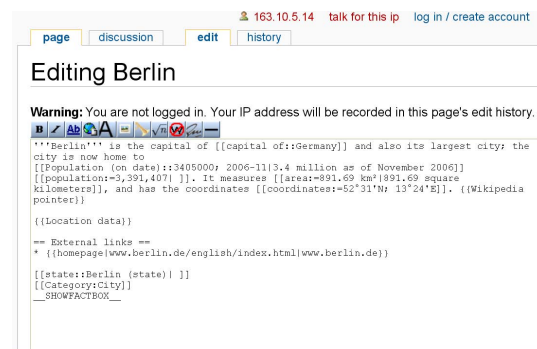 163.10.5.14 talk for this ip log in / create account
page discussion edit history
Editing Berlin
Warning: You are not logged in. Your IP address will be recorded in this page's edit history.
B I Ab A √n W
'''Berlin''' is the capital of [[capital of::Germany]] and also its largest city; the
city is now home to
[[Population (on date)::3405000; 2006-11|3.4 million as of November 2006]]
[[population:=3,391,407| ]]. It measures [[area:=891.69 km²|891.69 square
kilometers]], and has the coordinates [[coordinates:=52°31'N; 13°24'E]]. {{Wikipedia
pointer}}
{{Location data}}
== External links ==
* {{homepage|www.berlin.de/english/index.html|www.berlin.de}}
[[state::Berlin (state)| ]]
[[Category:City]]
__SHOWFACTBOX__